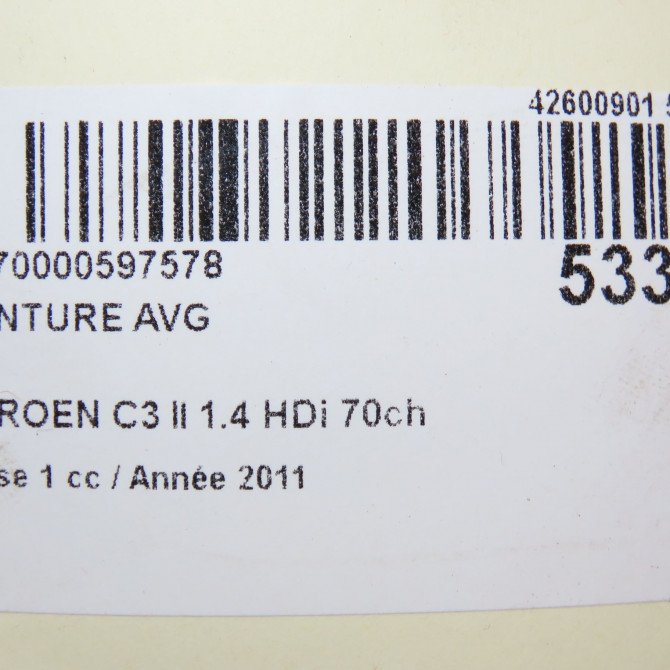 42600901
70000597578
533
NTURE AVG
ROEN C3 II 1.4 HDi 70ch
se 1 cc / Année 2011